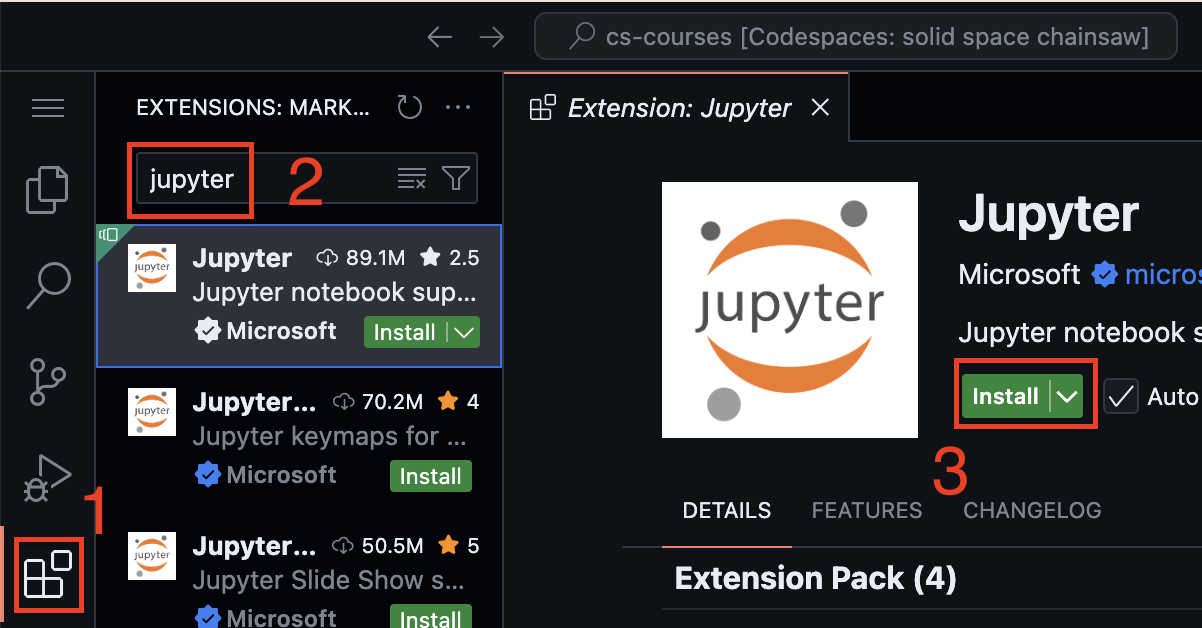 cs-courses [Codespaces: solid space chainsaw]
EXTENSIONS: MARK...
Extension: Jupyter
jupyter
2
jupyter
Jupyter 89.1M 2.5
Jupyter notebook sup...
Microsoft Install
jupyter
Jupyter... 70.2M 4
Jupyter keymaps for ...
Microsoft Install
jupyter
Jupyter... 50.5M 5
Jupyter Slide Show s...
Microsoft Install
1
jupyter
Jupyter
Microsoft micros
Jupyter notebook s
Install Auto
3
DETAILS FEATURES CHANGELOG
Extension Pack (4)